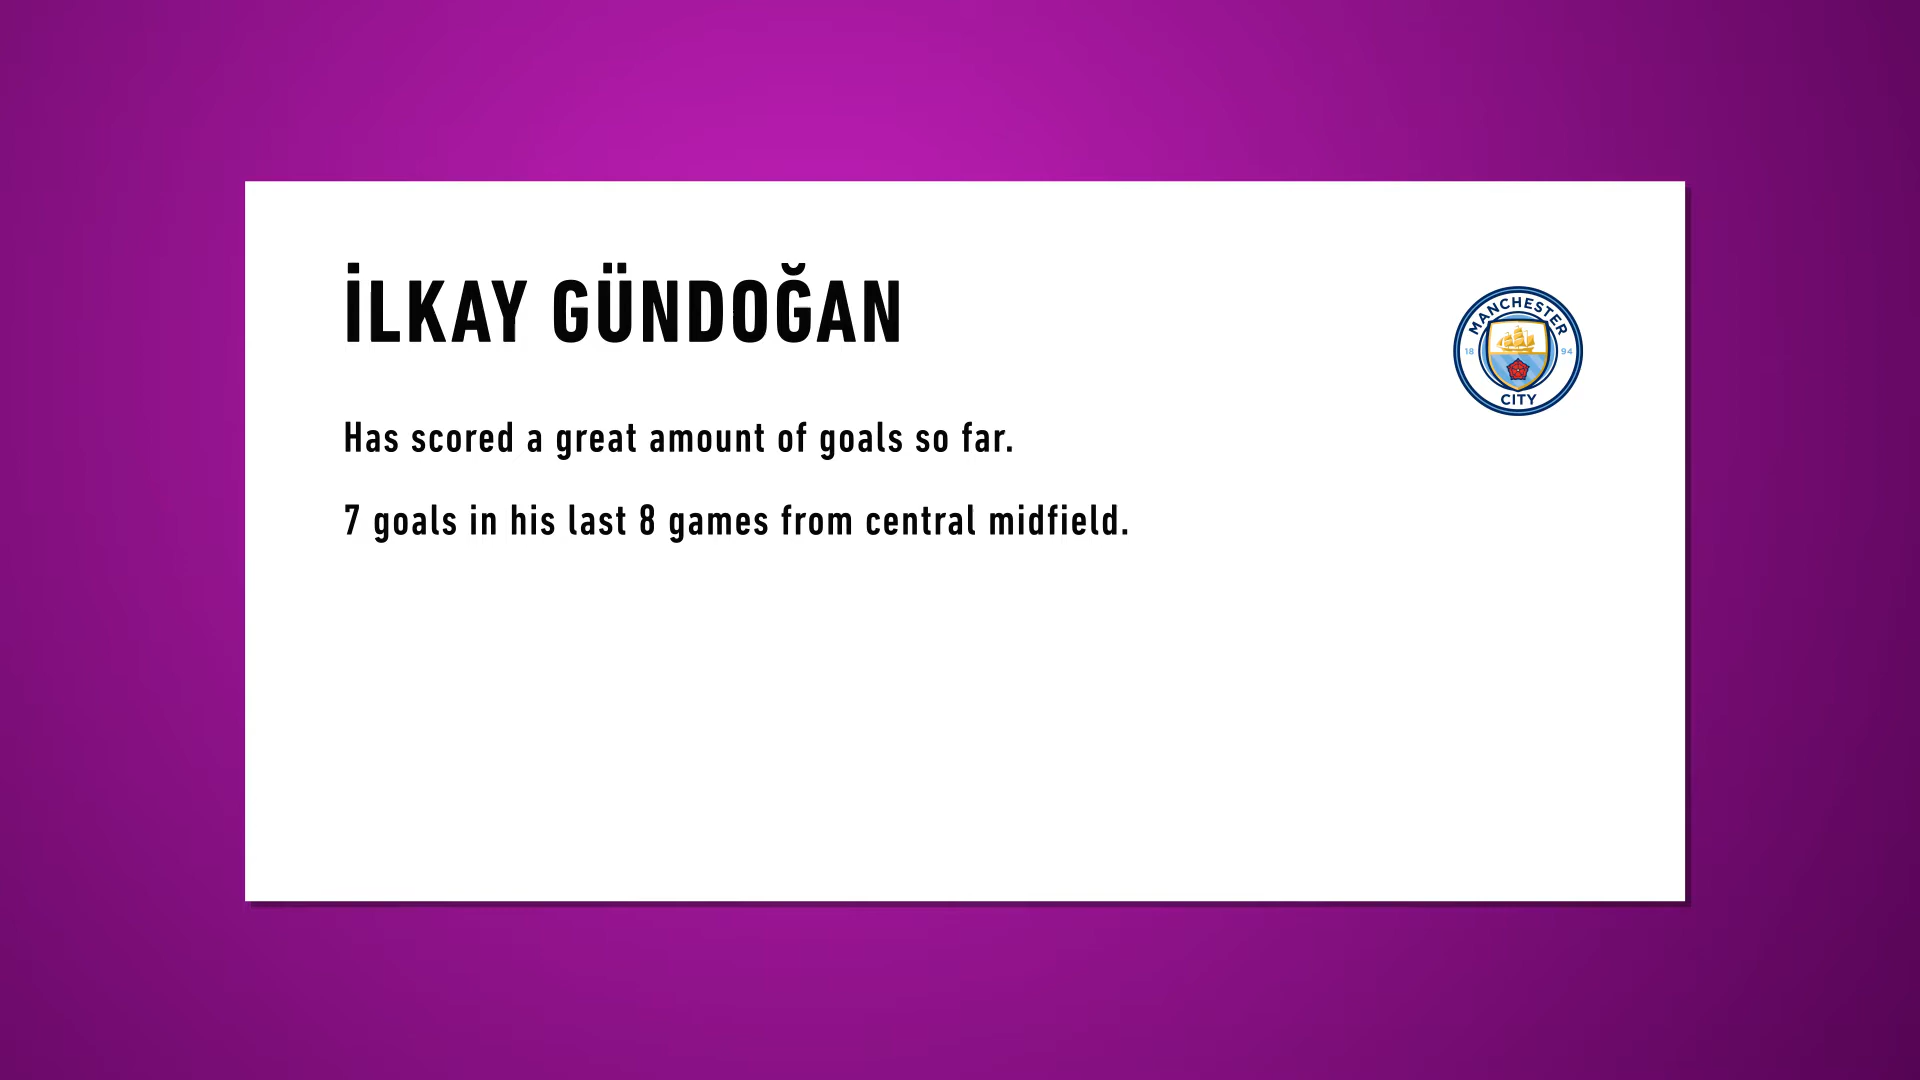 İLKAY GÜNDOĞAN
MANCHESTER
18 94
CITY
Has scored a great amount of goals so far.
7 goals in his last 8 games from central midfield.